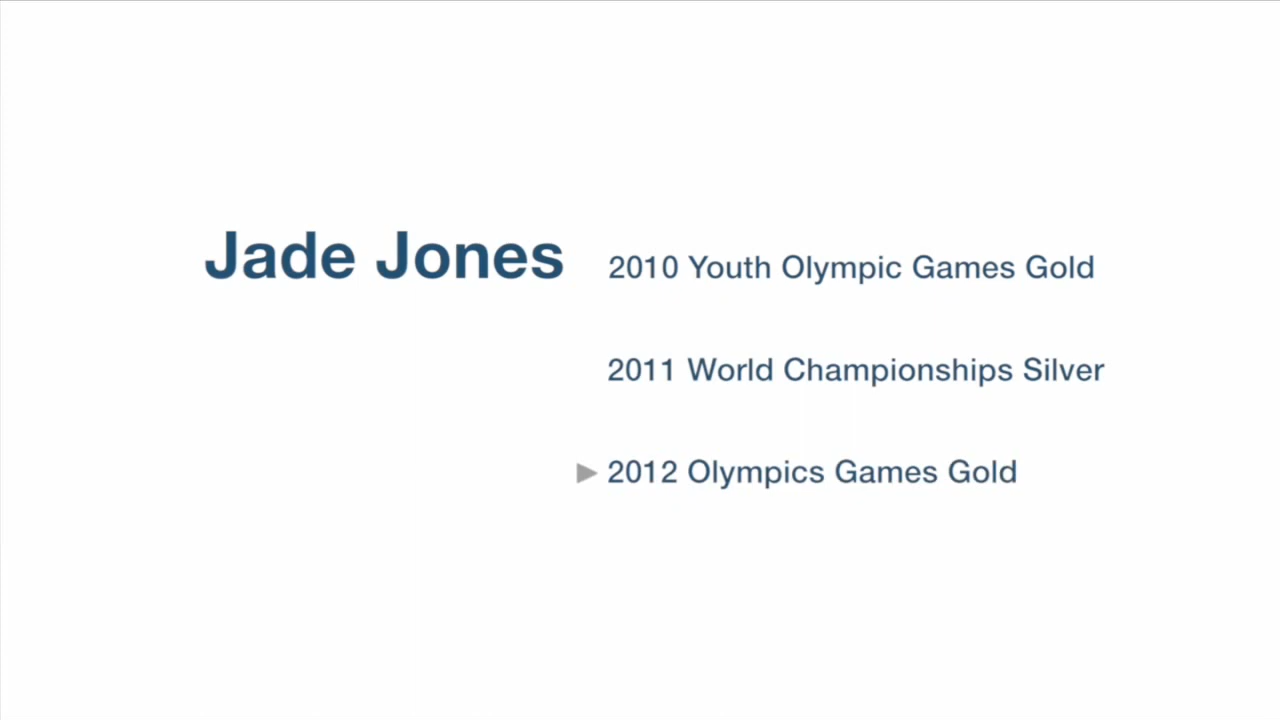 Jade Jones 2010 Youth Olympic Games Gold
2011 World Championships Silver
2012 Olympics Games Gold